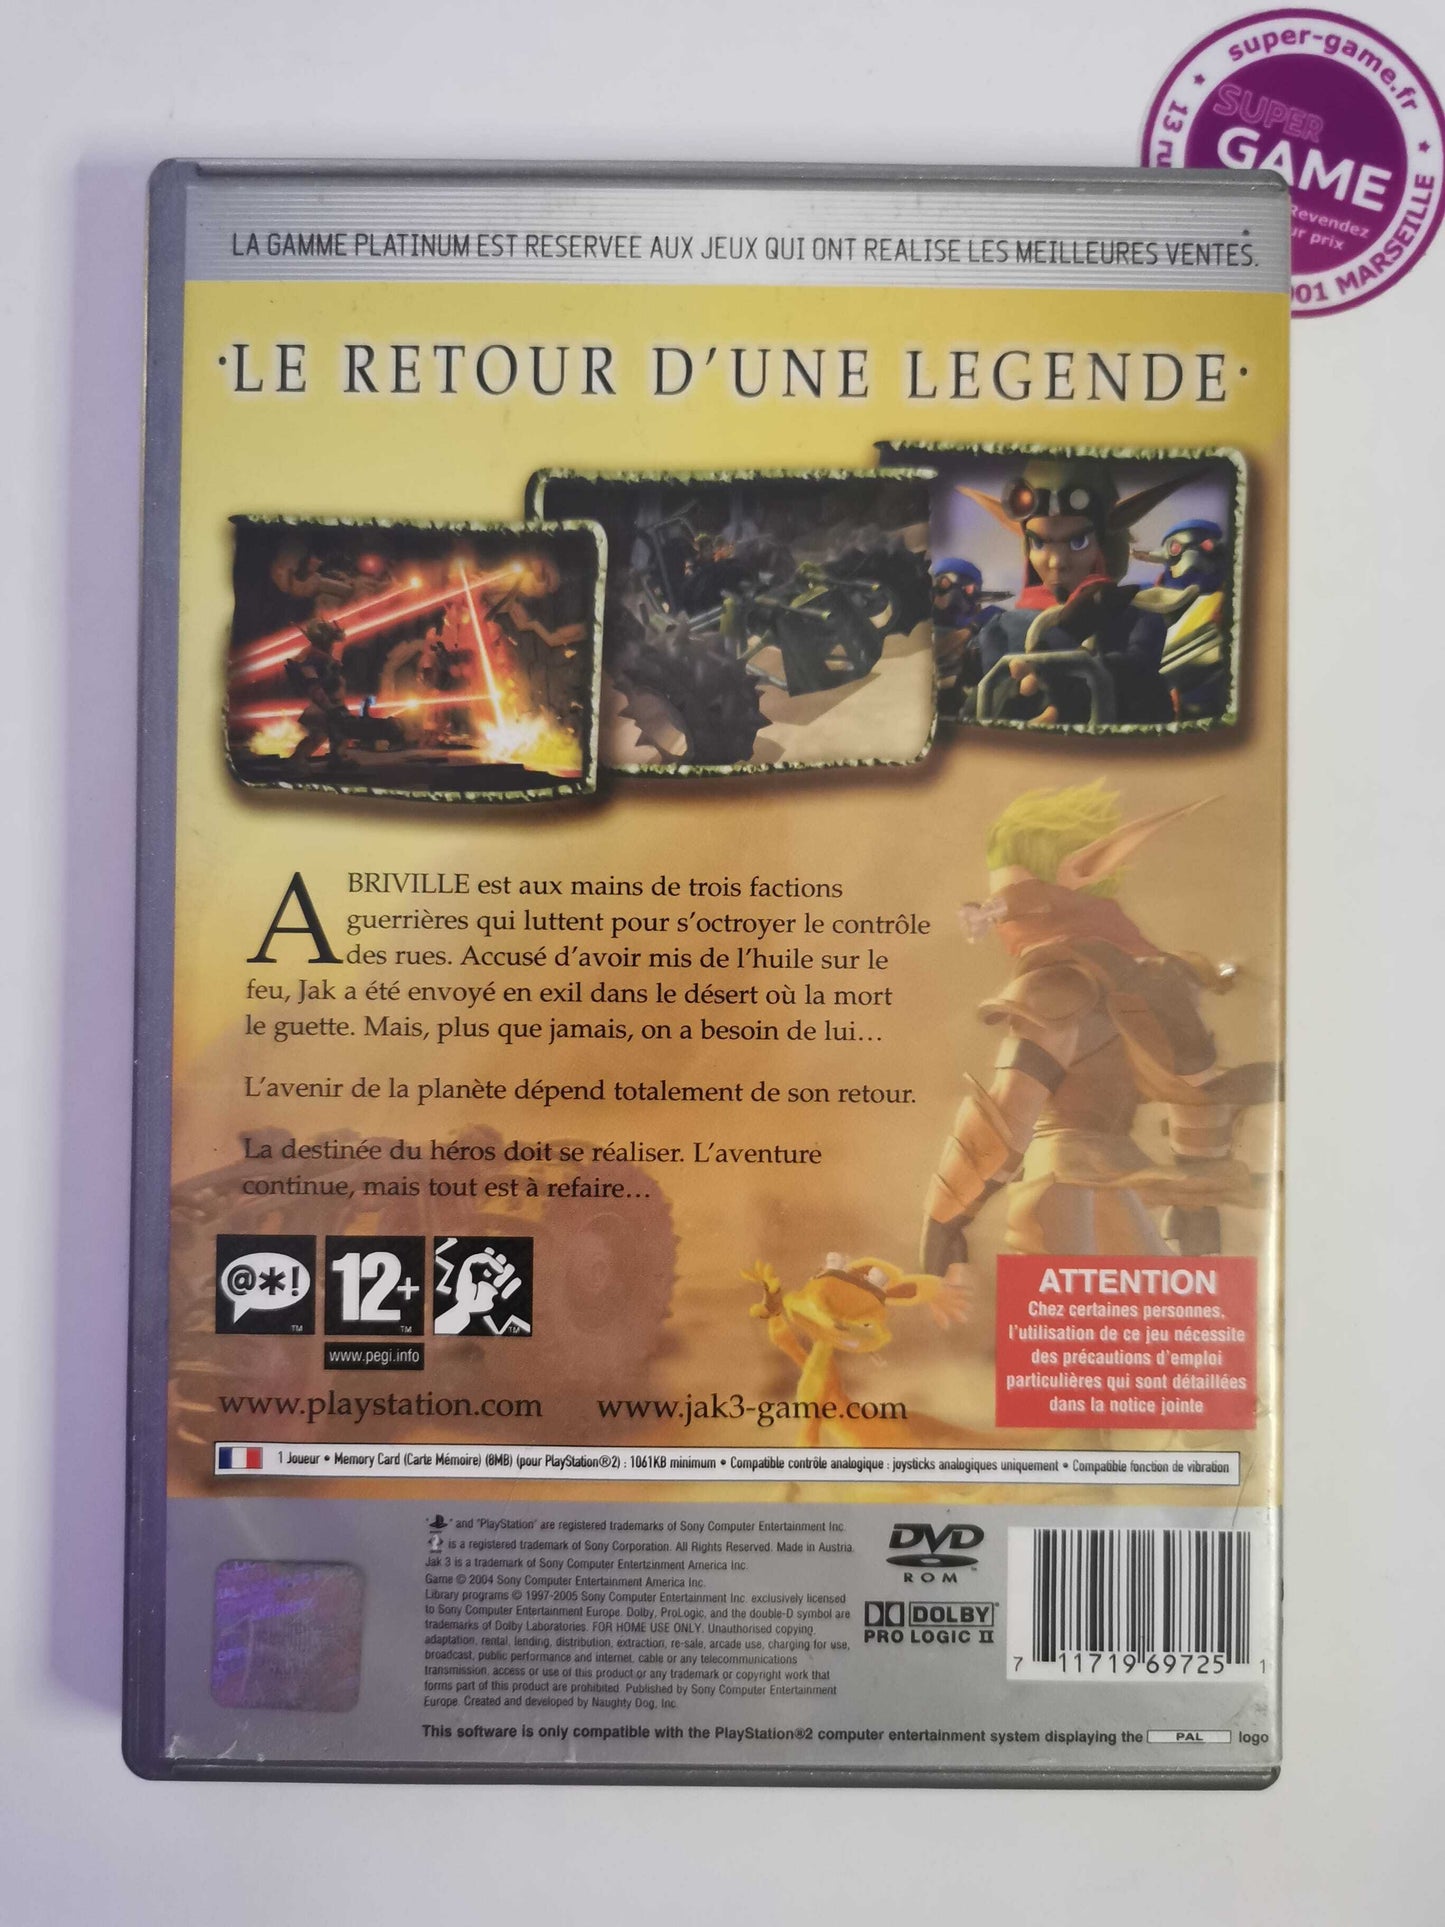 super-game.fr
SUPER
GAME
Revendez
prix
MARSEILLE
LA GAMME PLATINUM EST RESERVEE AUX JEUX QUI ONT REALISE LES MEILLEURES VENTES.
·LE RETOUR D'UNE LEGENDE·
A BRIVILLE est aux mains de trois factions
guerrières qui luttent pour s'octroyer le contrôle
des rues. Accusé d'avoir mis de l'huile sur le
feu, Jak a été envoyé en exil dans le désert où la mort
le guette. Mais, plus que jamais, on a besoin de lui...
L'avenir de la planète dépend totalement de son retour.
La destinée du héros doit se réaliser. L'aventure
continue, mais tout est à refaire...
@*!
12+
www.pegi.info
ATTENTION
Chez certaines personnes,
l'utilisation de ce jeu nécessite
des précautions d'emploi
particulières qui sont détaillées
dans la notice jointe
www.playstation.com www.jak3-game.com
1 Joueur • Memory Card (Carte Mémoire) (8MB) (pour PlayStation®2) : 1061KB minimum • Compatible contrôle analogique : joysticks analogiques uniquement • Compatible fonction de vibration
" " and "PlayStation" are registered trademarks of Sony Computer Entertainment Inc.
is a registered trademark of Sony Corporation. All Rights Reserved. Made in Austria.
Jak 3 is a trademark of Sony Computer Entertainment America Inc.
Game © 2004 Sony Computer Entertainment America Inc.
Library programs © 1997-2005 Sony Computer Entertainment Inc. exclusively licensed
to Sony Computer Entertainment Europe. Dolby, ProLogic, and the double-D symbol are
trademarks of Dolby Laboratories. FOR HOME USE ONLY. Unauthorised copying,
adaptation, rental, lending, distribution, extraction, re-sale, arcade use, charging for use,
broadcast, public performance and internet, cable or any telecommunications
transmission, access or use of this product or any trademark or copyright work that
forms part of this product are prohibited. Published by Sony Computer Entertainment
Europe. Created and developed by Naughty Dog, Inc.
DVD
ROM
DOLBY
PRO LOGIC II
7 11719 69725 1
This software is only compatible with the PlayStation®2 computer entertainment system displaying the PAL logo